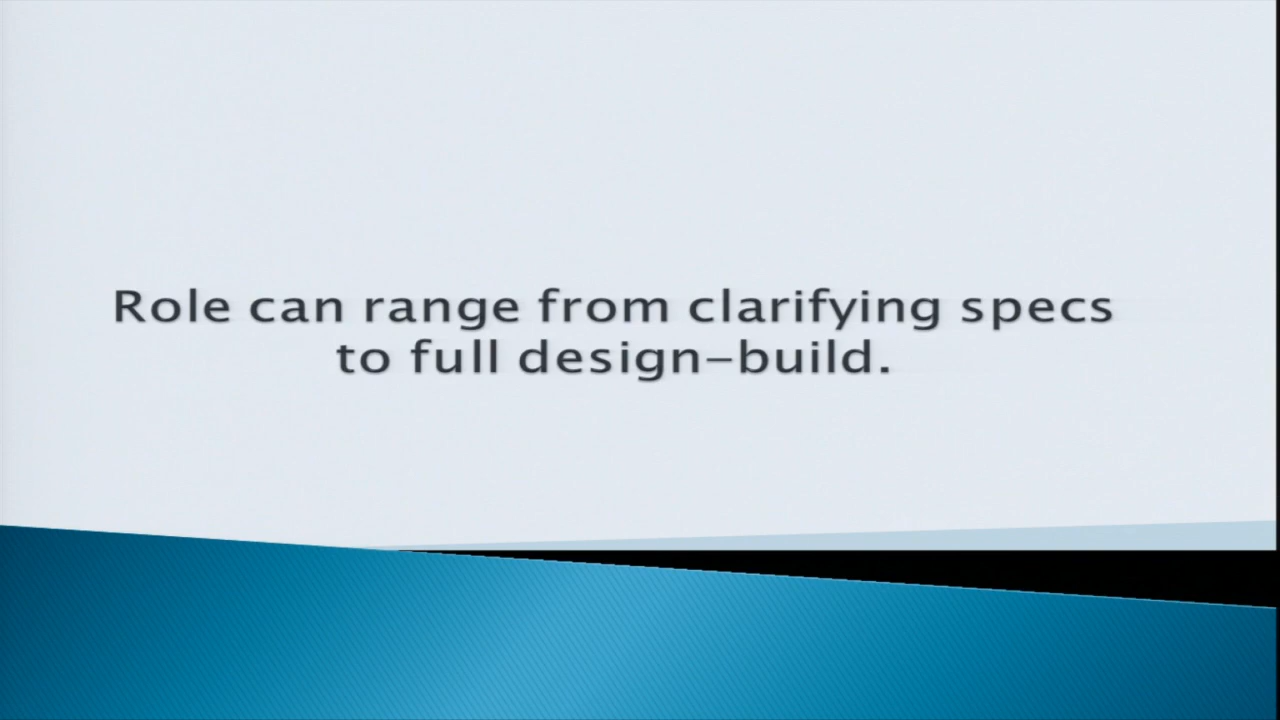 Role can range from clarifying specs
to full design-build.